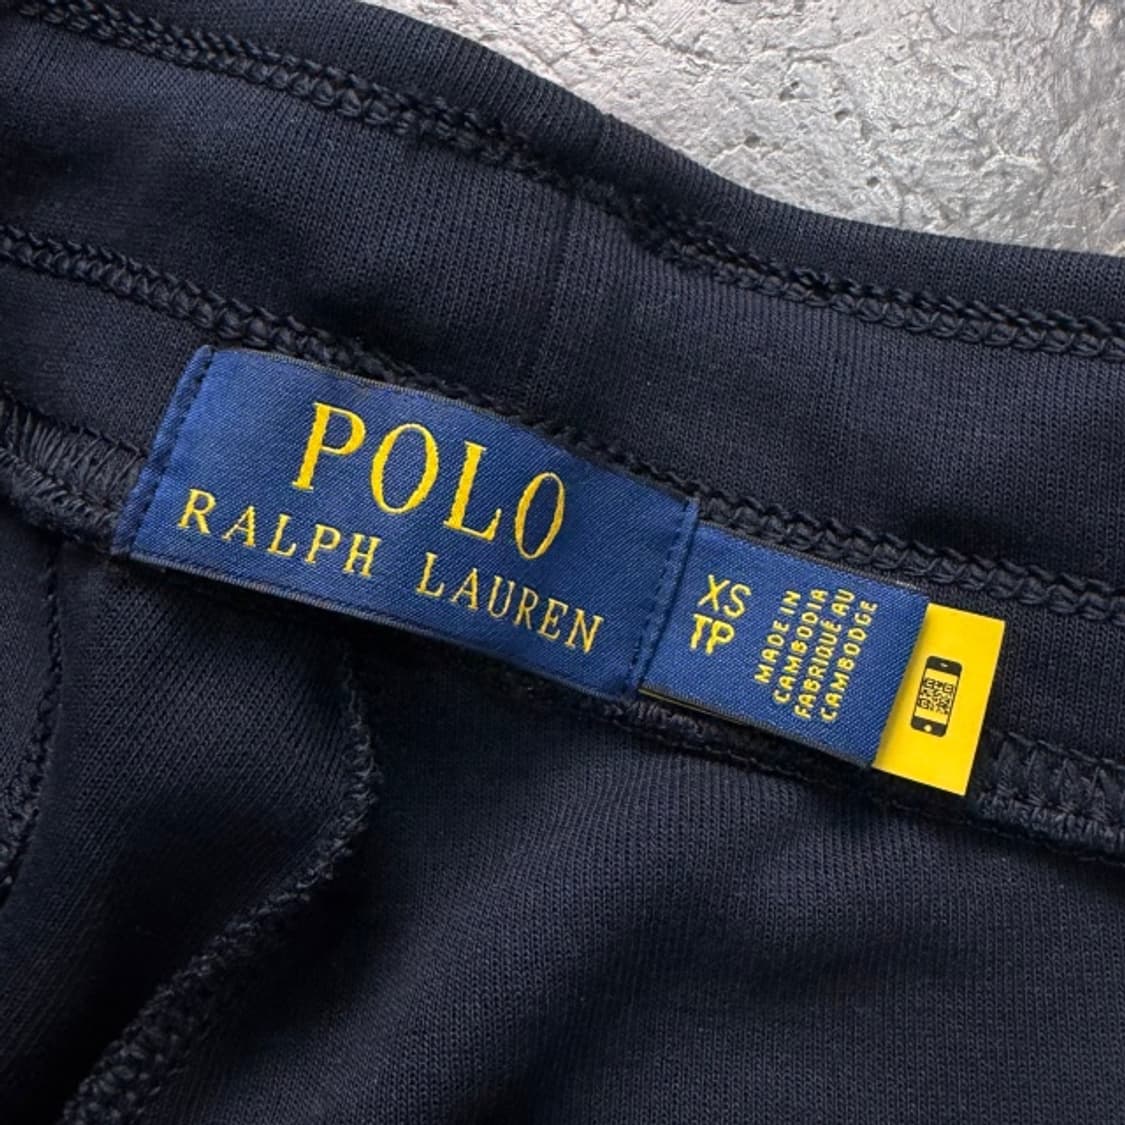 POLO
RALPH LAUREN
XS
TP
MADE IN
CAMBODIA
FABRIQUÉ AU
CAMBODGE